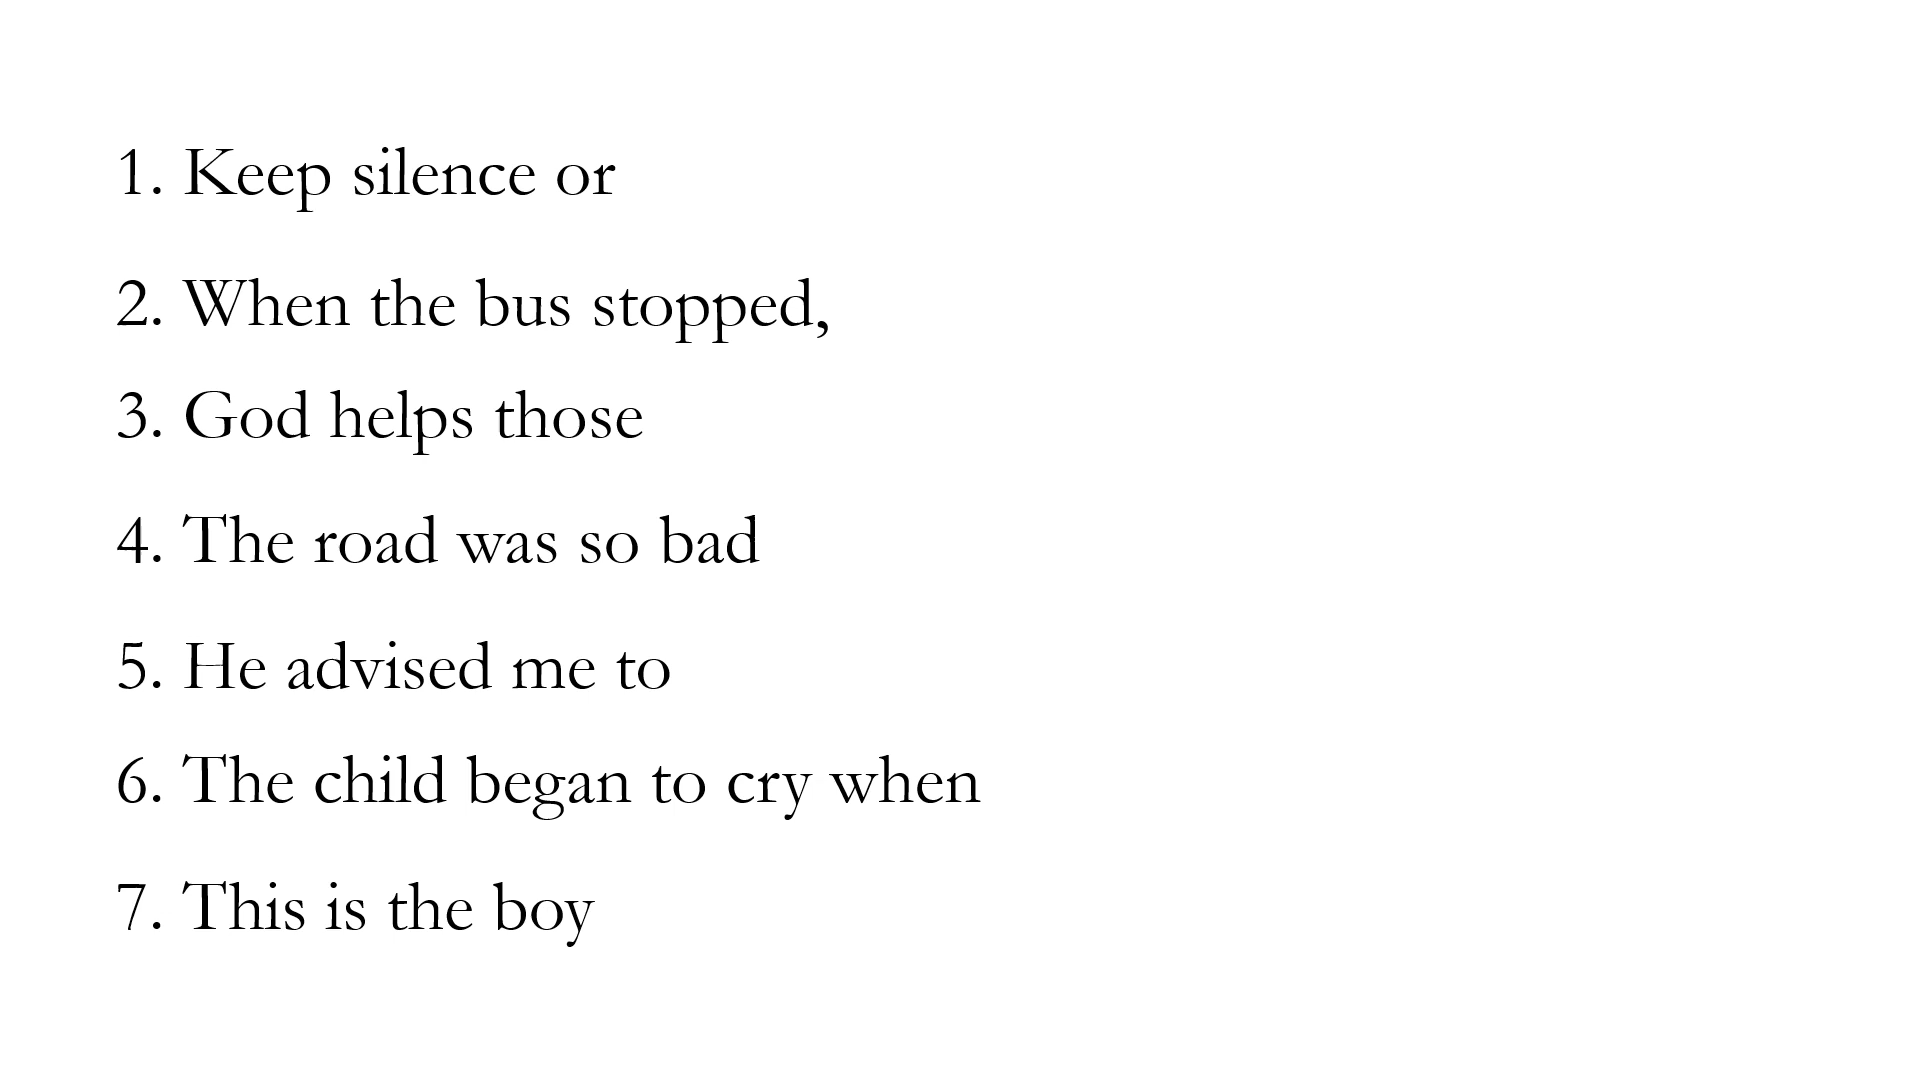 1. Keep silence or
2. When the bus stopped,
3. God helps those
4. The road was so bad
5. He advised me to
6. The child began to cry when
7. This is the boy